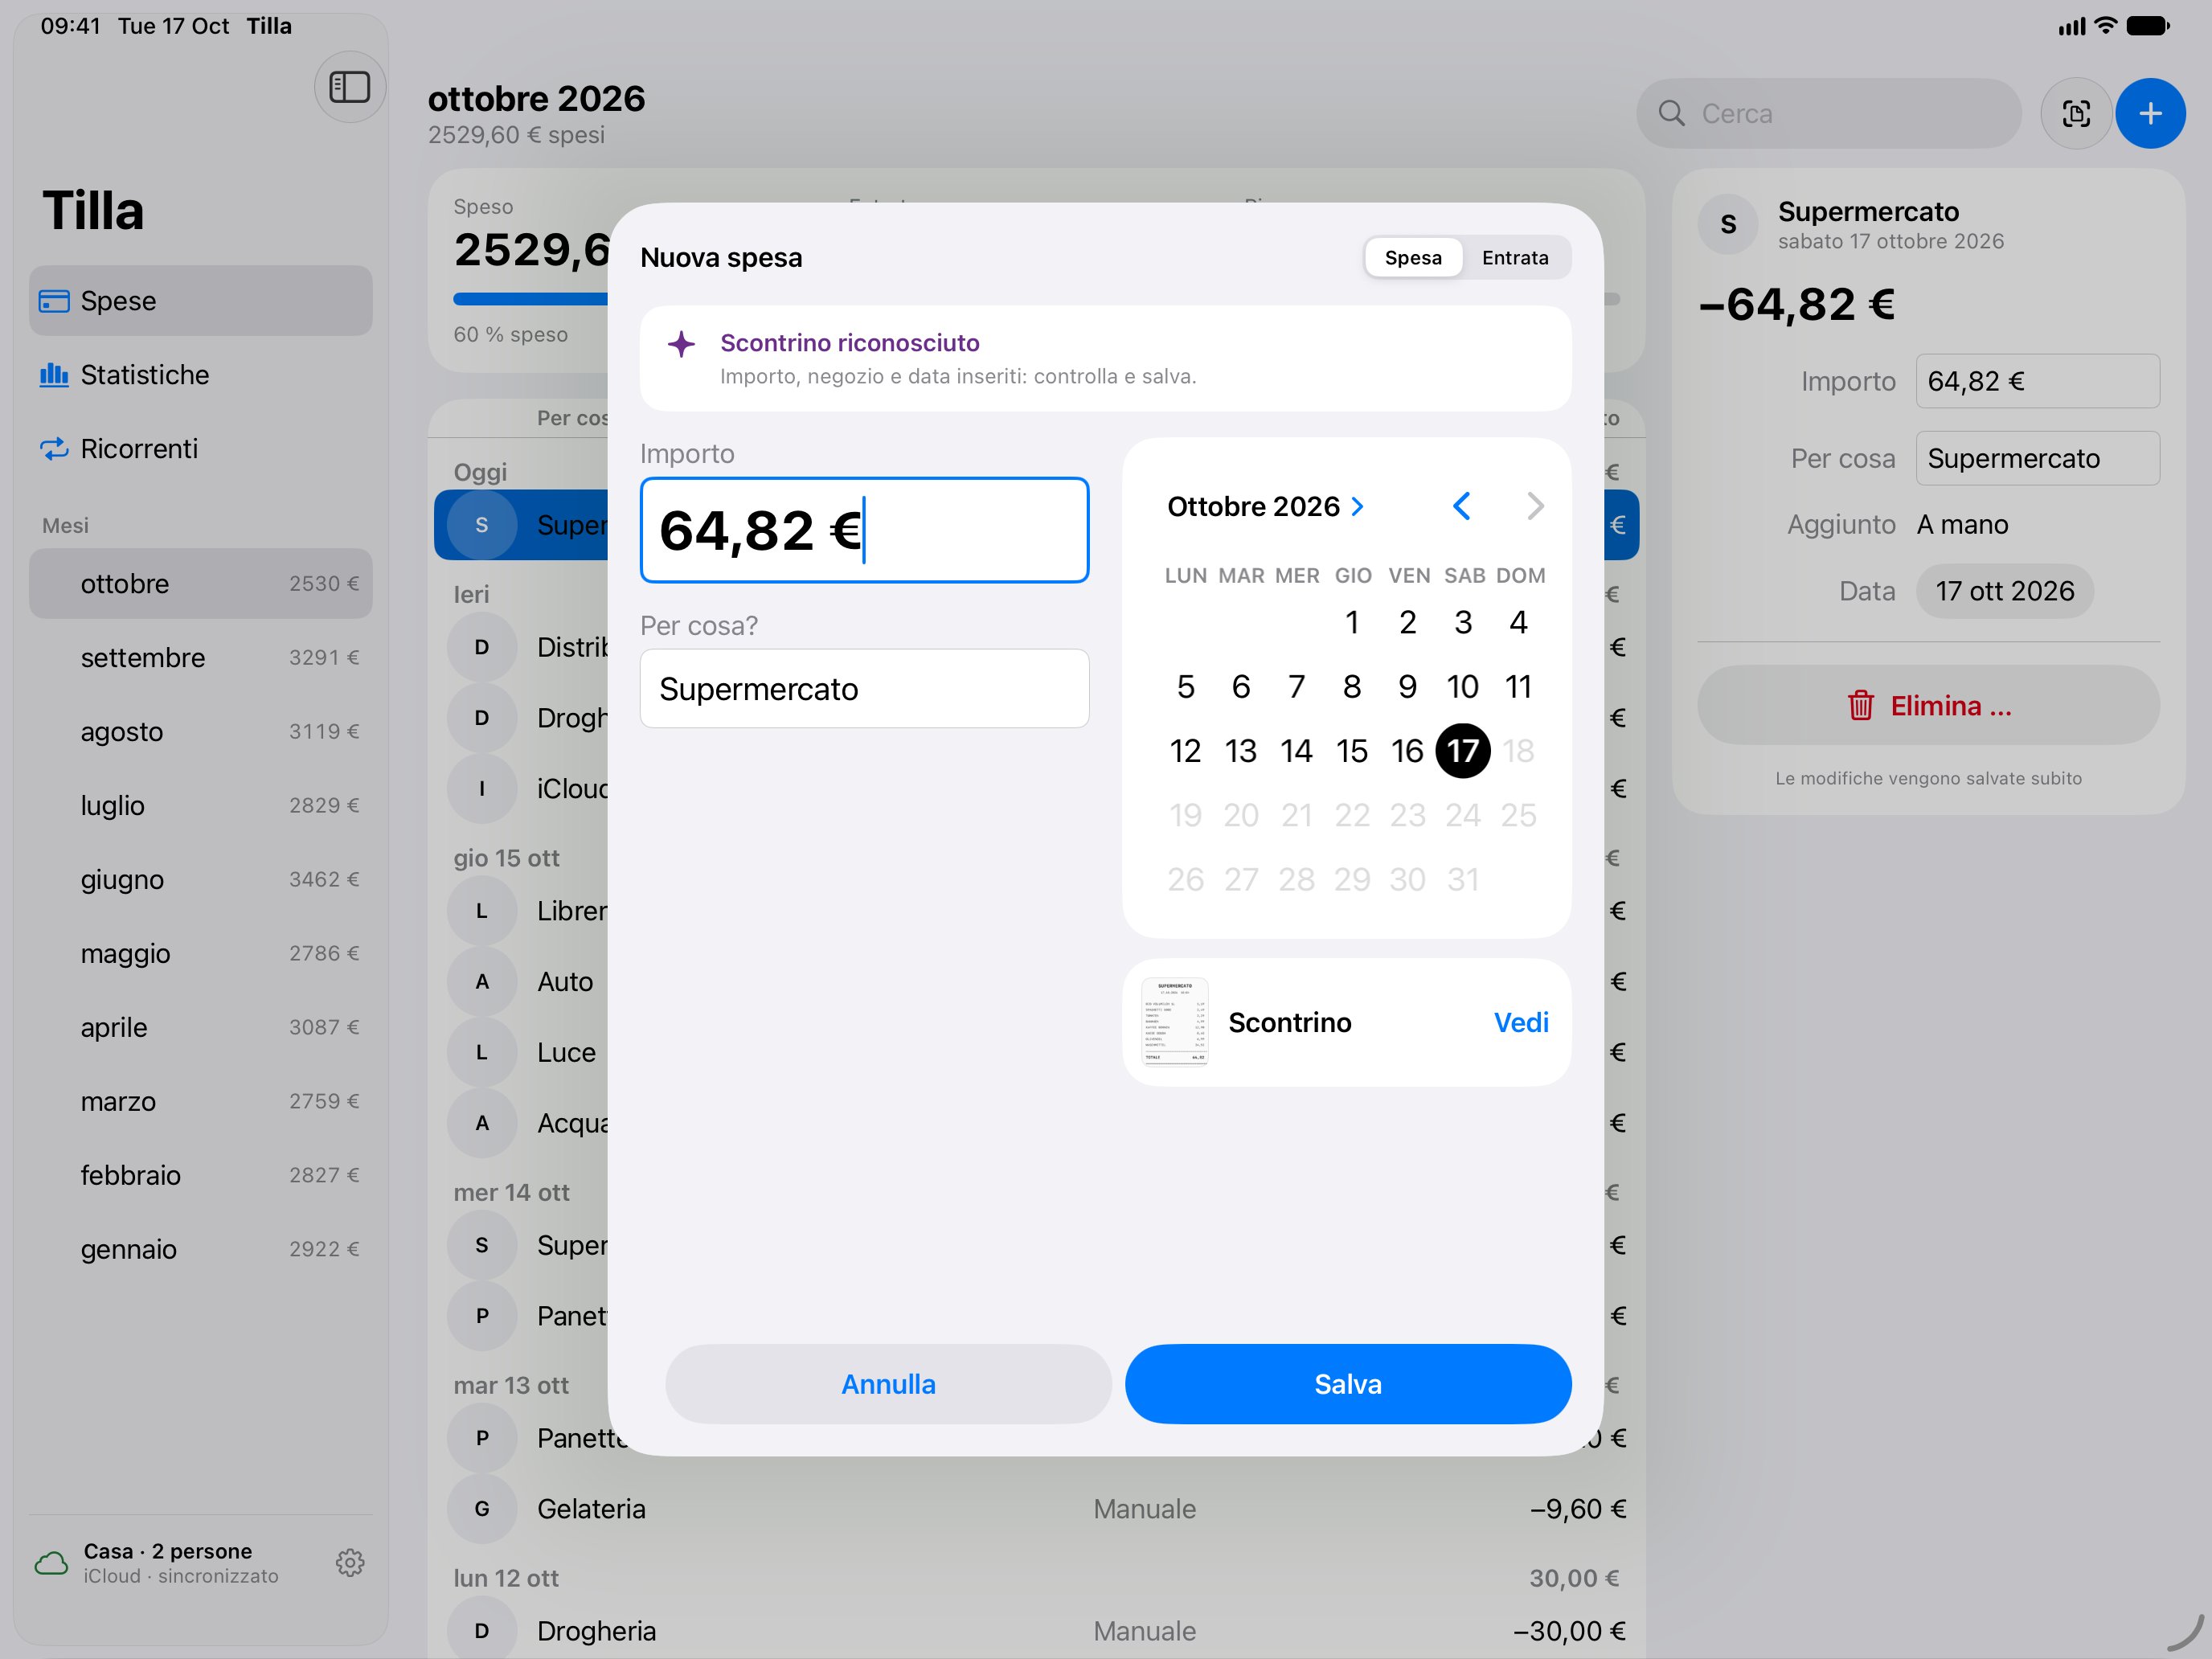 09:41 Tue 17 Oct Tilla
Tilla
Spese
Statistiche
Ricorrenti
Mesi
ottobre 2530 €
settembre 3291 €
agosto 3119 €
luglio 2829 €
giugno 3462 €
maggio 2786 €
aprile 3087 €
marzo 2759 €
febbraio 2827 €
gennaio 2922 €
Casa · 2 persone
iCloud · sincronizzato
ottobre 2026
2529,60 € spesi
Cerca
Speso
2529,6
60 % speso
Per cos
Oggi
S Super €
Ieri €
D Distrib €
D Drogh €
I iCloud €
gio 15 ott €
L Librer €
A Auto €
L Luce €
A Acqua €
mer 14 ott €
S Super €
P Panet €
mar 13 ott €
P Panette 0 €
G Gelateria Manuale −9,60 €
lun 12 ott 30,00 €
D Drogheria Manuale −30,00 €
Nuova spesa
Spesa Entrata
Scontrino riconosciuto
Importo, negozio e data inseriti: controlla e salva.
Importo
64,82 €
Per cosa?
Supermercato
Ottobre 2026
LUN MAR MER GIO VEN SAB DOM
1 2 3 4
5 6 7 8 9 10 11
12 13 14 15 16 17 18
19 20 21 22 23 24 25
26 27 28 29 30 31
SUPERMERCATO
TOTALE 64,82
Scontrino Vedi
Annulla Salva
S Supermercato
sabato 17 ottobre 2026
−64,82 €
Importo 64,82 €
Per cosa Supermercato
Aggiunto A mano
Data 17 ott 2026
Elimina ...
Le modifiche vengono salvate subito